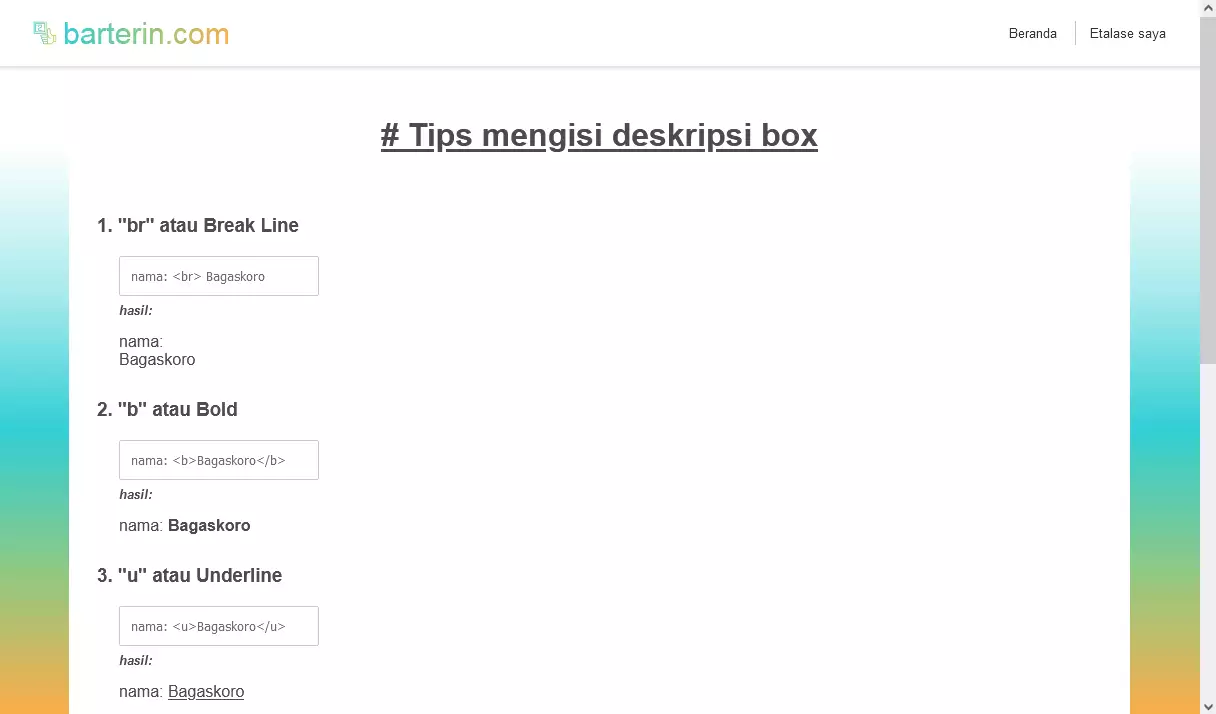 barterin.com
Beranda
Etalase saya
# Tips mengisi deskripsi box
1. "br" atau Break Line
nama: <br> Bagaskoro
hasil:
nama:
Bagaskoro
2. "b" atau Bold
nama: <b>Bagaskoro</b>
hasil:
nama: Bagaskoro
3. "u" atau Underline
nama: <u>Bagaskoro</u>
hasil:
nama: Bagaskoro